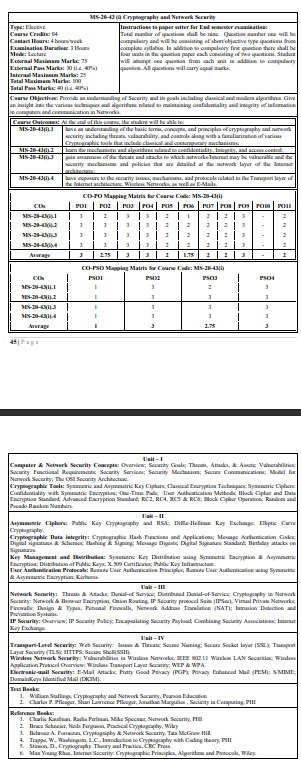 MS-20-43 (i) Cryptography and Network Security
Type: Elective
Course Credits: 04
Contact Hours: 4 hours/week
Examination Duration: 3 Hours
Mode: Lecture
External Maximum Marks: 75
External Pass Marks: 30 (i.e. 40%)
Internal Maximum Marks: 25
Total Maximum Marks: 100
Total Pass Marks: 40 (i.e. 40%)
Instructions to paper setter for End semester examination:
Total number of questions shall be nine. Question number one will be
compulsory and will be consisting of short/objective type questions from
complete syllabus. In addition to compulsory first question there shall be
four units in the question paper each consisting of two questions. Student
will attempt one question from each unit in addition to compulsory
question. All questions will carry equal marks.
Course Objectives: Provide an understanding of Security and its goals including classical and modern algorithms. Give
an insight into the various techniques and algorithms related to maintaining confidentiality and integrity of information
in computers and communication in Networks.
Course Outcomes: At the end of this course, the student will be able to:
MS-20-43(i).1 have an understanding of the basic security, concepts, and principles of cryptography and network
security including threats, vulnerability, and controls along with a familiarization of various
Cryptographic tools that include classical and contemporary mechanisms;
MS-20-43(i).2 learn the mechanisms and algorithms related to confidentiality, Integrity, and access control;
MS-20-43(i).3 gain awareness of the threats and attacks to which networks/Internet may be vulnerable and the
security mechanisms and policies that are detailed at the network layer of the Internet
architecture;
MS-20-43(i).4 have exposure to the security issues, mechanisms, and protocols related to the Transport layer of
the Internet architecture, Wireless Networks, as well as E-Mails.
CO-PO Mapping Matrix for Course Code: MS-20-43(i)
COs PO1 PO2 PO3 PO4 PO5 PO6 PO7 PO8 PO9 PO10 PO11
MS-20-43(i).1 3 2 3 3 2 1 2 2 3 - 2
MS-20-43(i).2 3 3 3 3 2 2 2 2 3 - 2
MS-20-43(i).3 3 3 3 3 2 2 2 2 3 - 2
MS-20-43(i).4 3 3 3 3 2 2 2 2 3 - 2
Average 3 2.75 3 3 2 1.75 2 2 3 - 2
CO-PSO Mapping Matrix for Course Code: MS-20-43(i)
COs PSO1 PSO2 PSO3 PSO4
MS-20-43(i).1 1 3 2 3
MS-20-43(i).2 1 3 3 3
MS-20-43(i).3 1 3 3 3
MS-20-43(i).4 1 3 3 3
Average 1 3 2.75 3
45 | Page
Unit – I
Computer & Network Security Concepts: Overview; Security Goals; Threats, Attacks, & Assets; Vulnerabilities;
Security Functional Requirements; Security Services; Security Mechanism; Secure Communications; Model for
Network Security; The OSI Security Architecture.
Cryptographic Tools: Symmetric and Asymmetric Key Ciphers; Classical Encryption Techniques; Symmetric Ciphers:
Confidentiality with Symmetric Encryption; One-Time Pads; User Authentication Methods; Block Cipher and Data
Encryption Standard; Advanced Encryption Standard; RC2, RC4, RC5 & RC6; Block Cipher Operation; Random and
Pseudo Random Numbers.
Unit – II
Asymmetric Ciphers: Public Key Cryptography and RSA; Diffie-Hellman Key Exchange; Elliptic Curve
Cryptography.
Cryptographic Data integrity: Cryptographic Hash Functions and Applications; Message Authentication Codes;
Digital signatures & Schemes; Hashing & Signing; Message Digests; Digital Signature Standard; Birthday attacks on
Signatures.
Key Management and Distribution: Symmetric Key Distribution using Symmetric Encryption & Asymmetric
Encryption; Distribution of Public Keys; X.509 Certificates; Public Key Infrastructure.
User Authentication Protocols: Remote User Authentication Principles; Remote User Authentication using Symmetric
& Asymmetric Encryption; Kerberos.
Unit – III
Network Security: Threats & Attacks; Denial-of Service; Distributed Denial-of-Service; Cryptography in Network
Security: Network & Browser Encryption, Onion Routing, IP Security protocol Suite (IPSec), Virtual Private Networks;
Firewalls: Design & Types, Personal Firewalls, Network Address Translation (NAT); Intrusion Detection and
Prevention Systems.
IP Security: Overview; IP Security Policy; Encapsulating Security Payload; Combining Security Associations; Internet
Key Exchange.
Unit – IV
Transport-Level Security: Web Security: Issues & Threats; Secure Naming; Secure Socket layer (SSL); Transport
Layer Security (TLS); HTTPS; Secure Shell(SSH).
Wireless Network Security: Vulnerabilities in Wireless Networks; IEEE 802.11 Wireless LAN Securities; Wireless
Application Protocol Overview; Wireless Transport Layer Security; WEP & WPA.
Electronic-mail Security: E-Mail Attacks; Pretty Good Privacy (PGP); Privacy Enhanced Mail (PEM); S/MIME;
DomainKeys Identified Mail (DKIM).
Text Books:
1. William Stallings, Cryptography and Network Security, Pearson Education
2. Charles P. Pfleeger, Shari Lawrence Pfleeger, Jonathan Margulies , Security in Computing, PHI
Reference Books:
1. Charlie Kaufman, Radia Perlman, Mike Speciner, Network Security, PHI
2. Bruce Schneier, Neils Ferguson, Practical Cryptography, Wiley
3. Behrouz A. Forouzan, Cryptography & Network Security, Tata McGraw Hill.
4. Trappe, W., Washington, L.C., Introduction to Cryptography with Coding theory, PHI
5. Stinson, D., Cryptography. Theory and Practice, CRC Press.
6. Man Young Rhee, Internet Security: Cryptographic Principles, Algorithms and Protocols, Wiley.